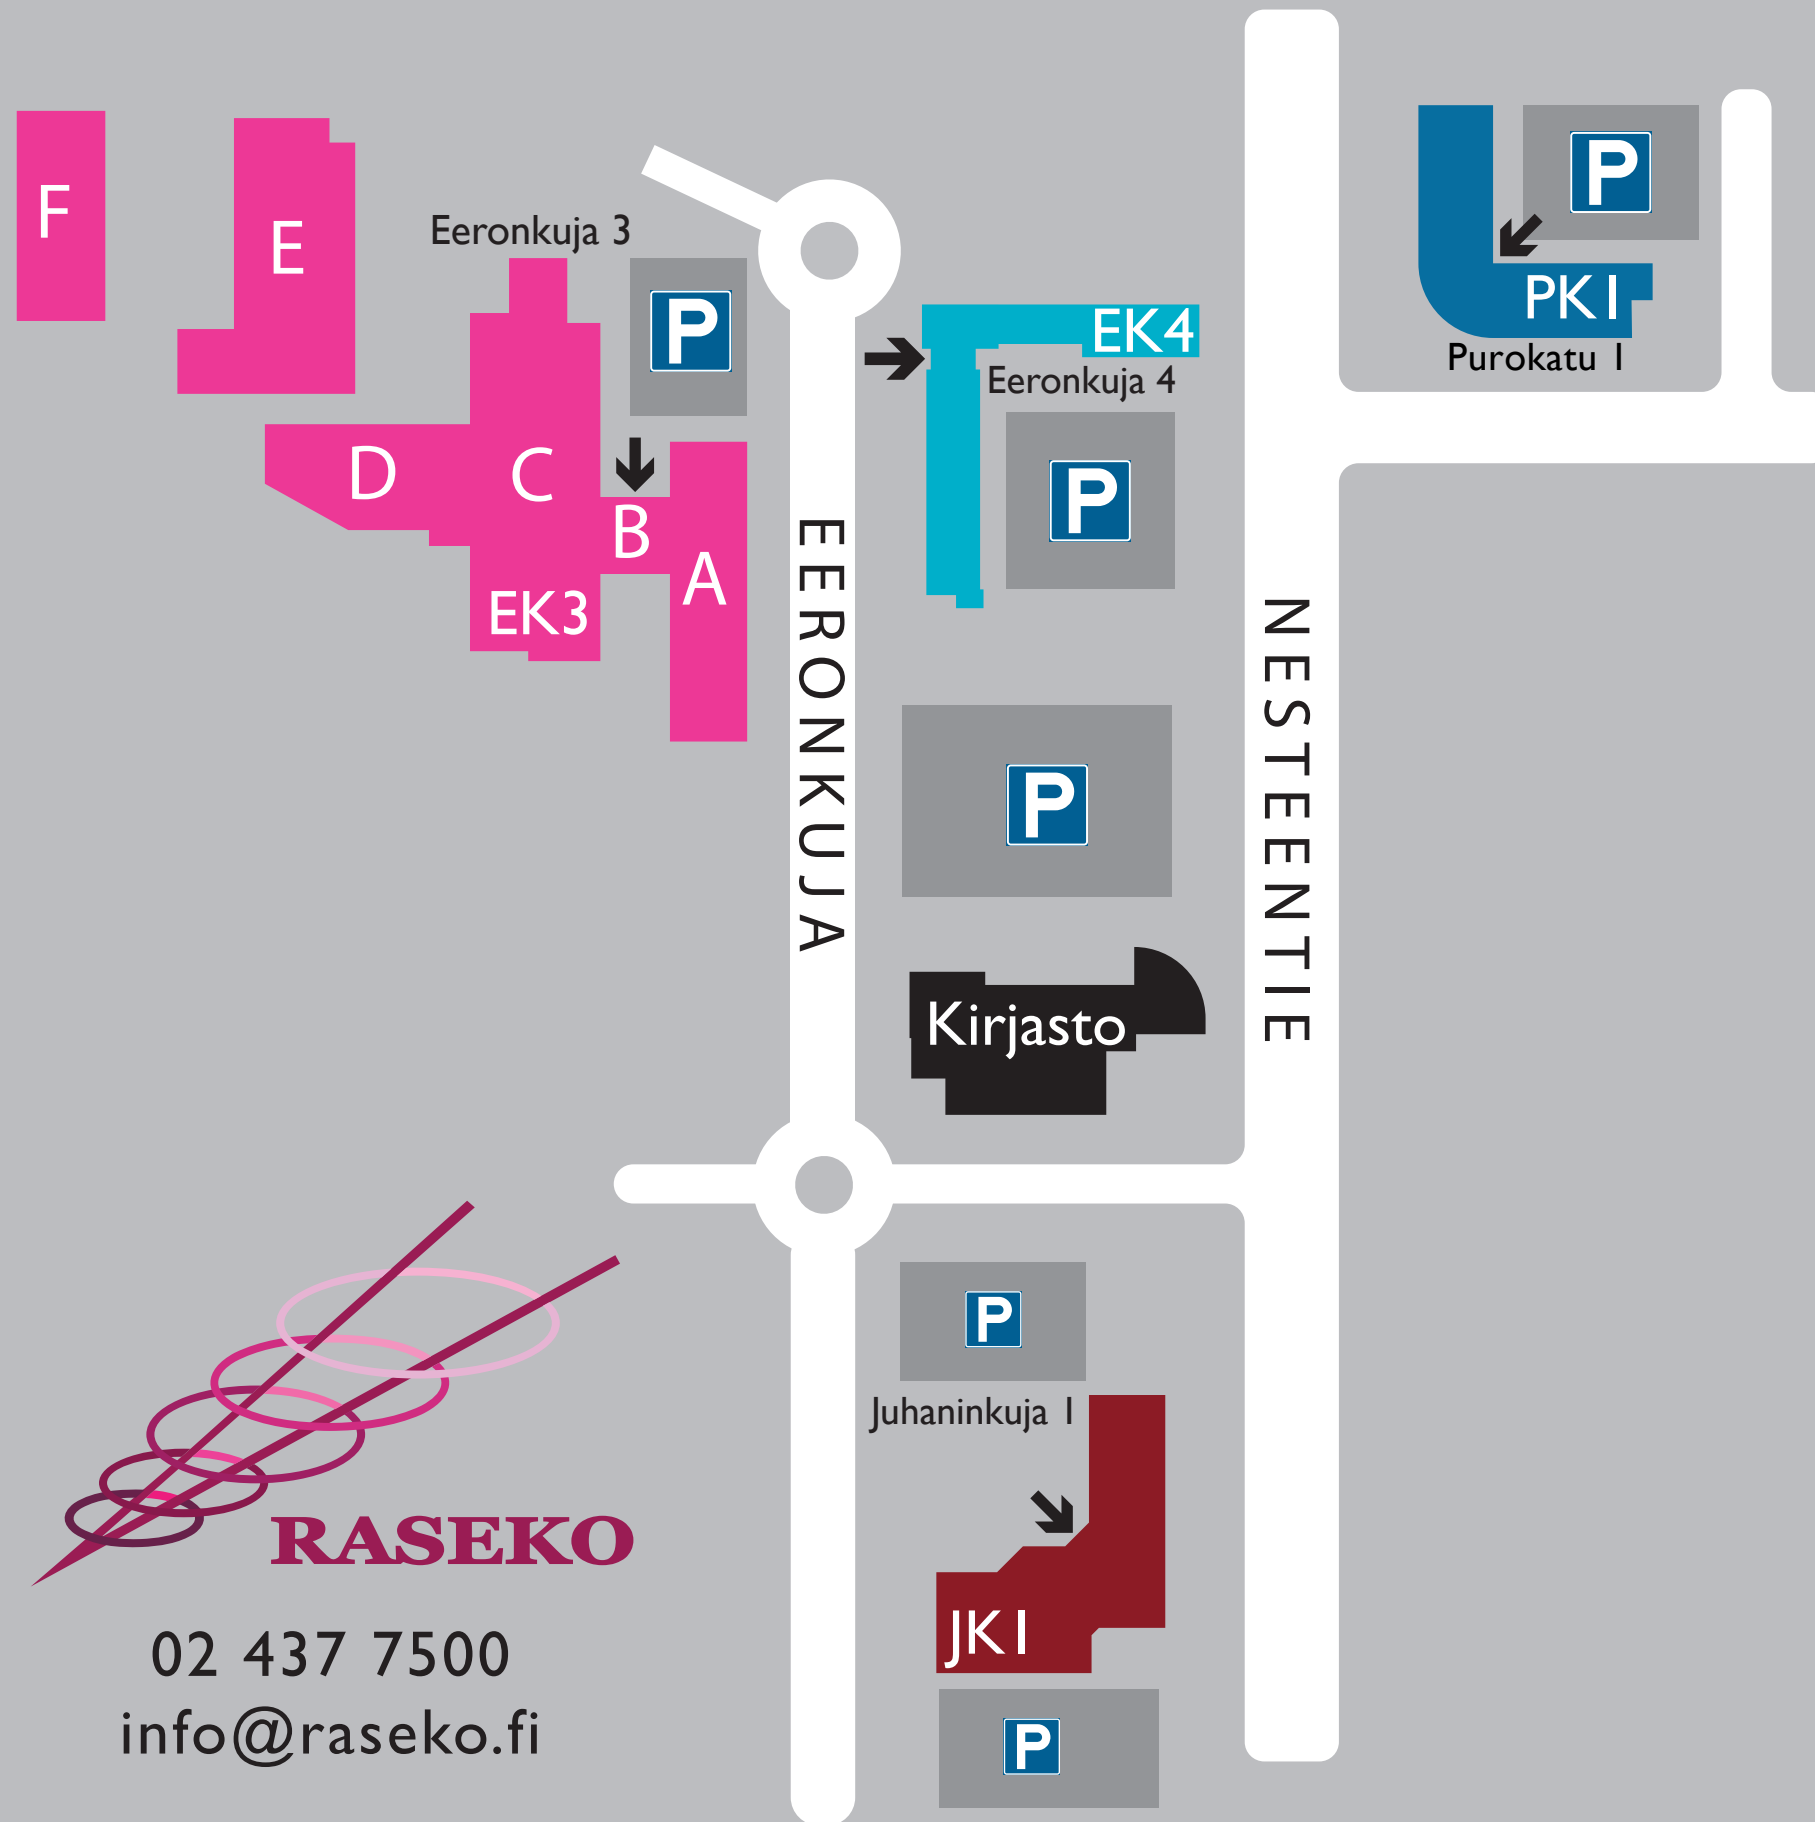 F
E
Eeronkuja 3
P
P
PK1
Purokatu 1
EK4
Eeronkuja 4
P
D
C
B
A
EK3
EERONKUJA
NESTEENTIE
P
Kirjasto
P
Juhaninkuja 1
JK1
P
RASEKO
02 437 7500
info@raseko.fi